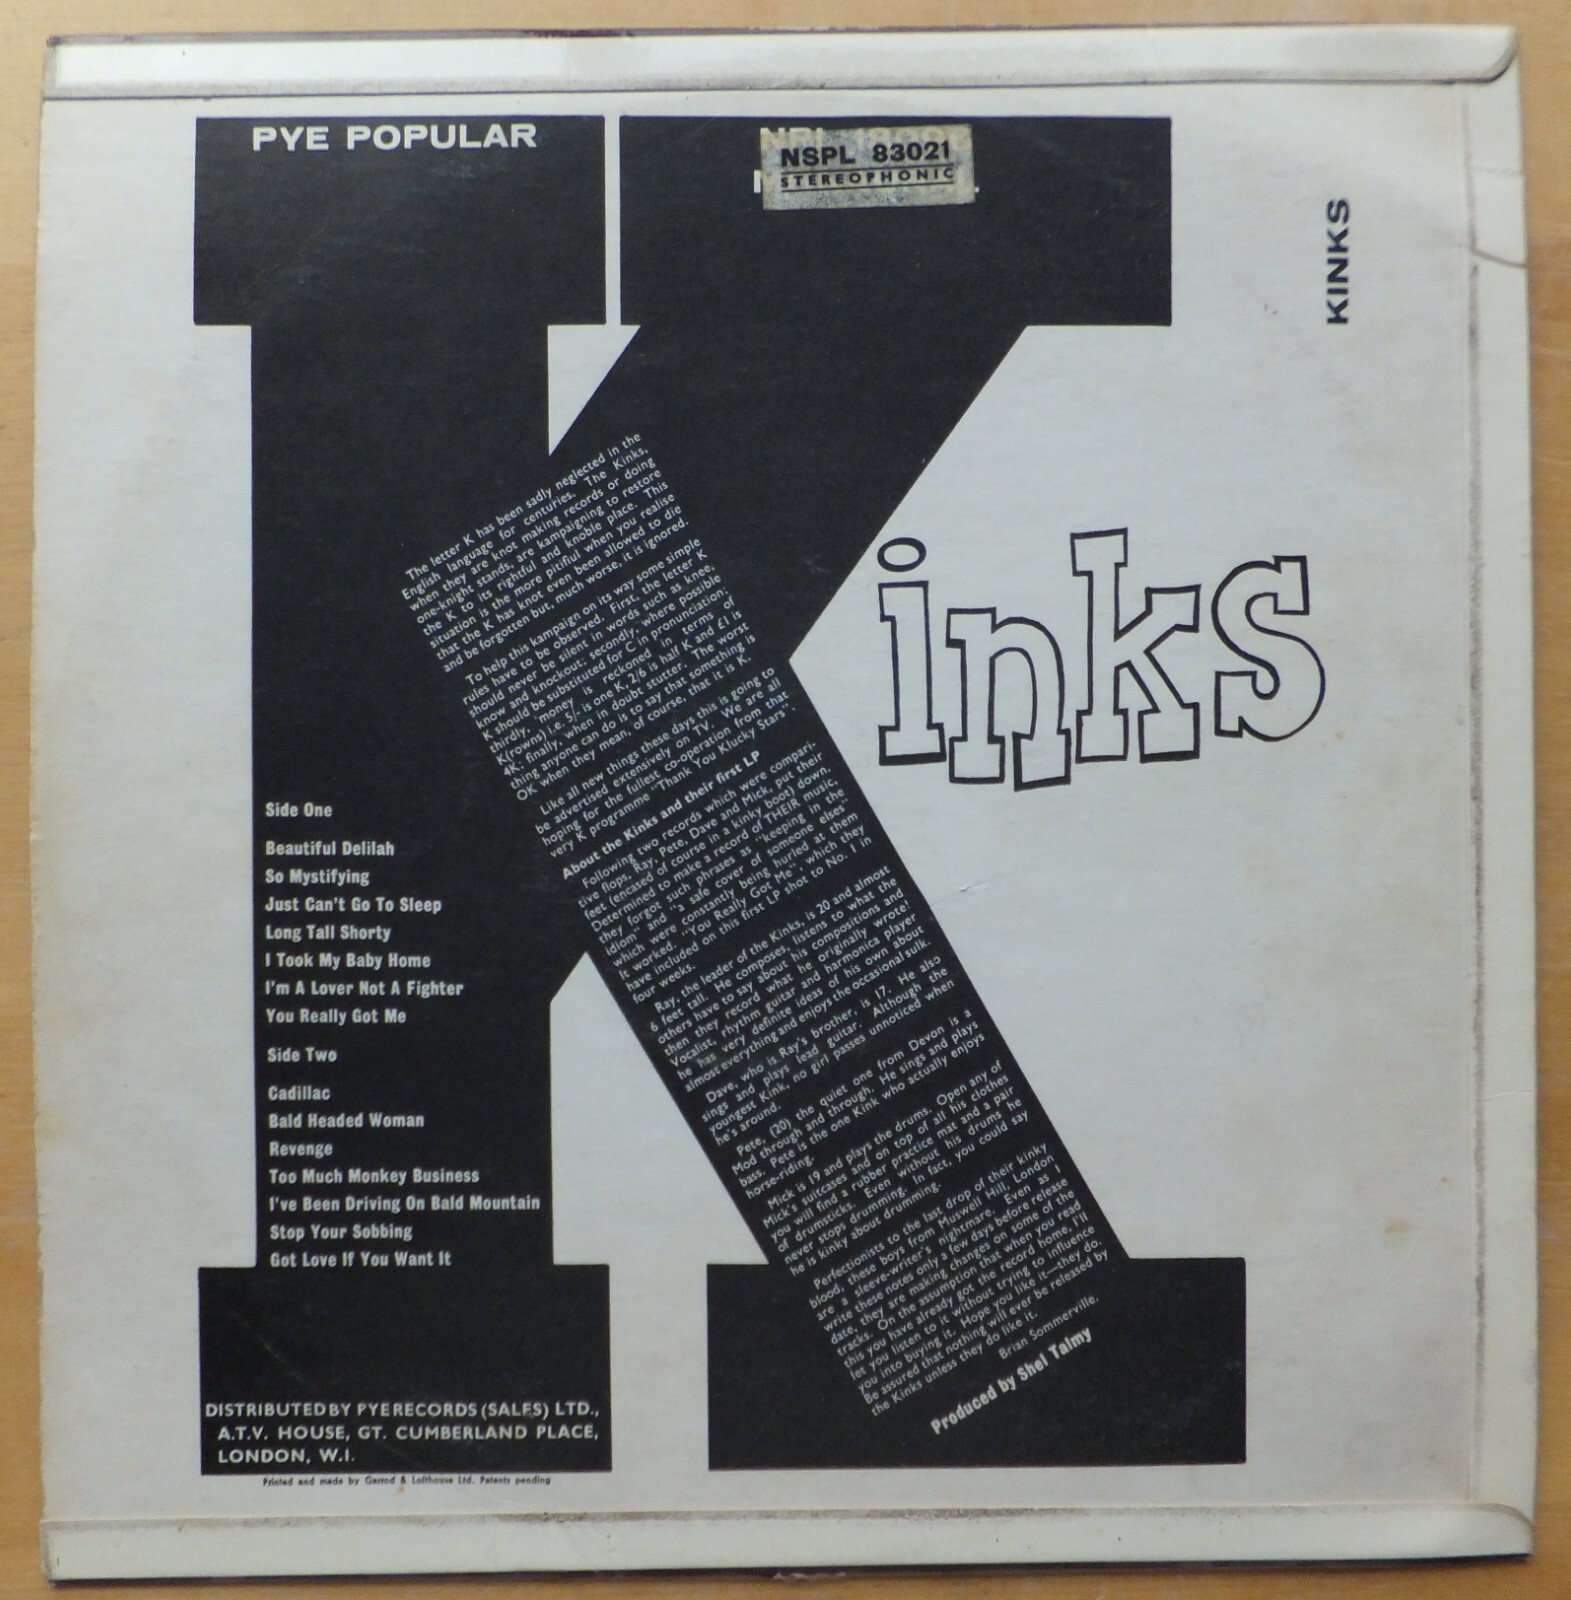 PYE POPULAR
NSPL 83021
STEREOPHONIC
KINKS
Kinks
The letter K has been sadly neglected in the
English language for centuries. The Kinks,
when they are knot making records or doing
one-knight stands, are kampaigning to restore
the K to its rightful and knoble place. This
situation is the more pitiful when you realise
that the K has knot even been allowed to die
and be forgotten but, much worse, it is ignored.
To help this kampaign on its way some simple
rules have to be observed. First, the letter K
should never be silent in words such as knee,
know and knockout; secondly, where possible
K should be substituted for C in pronunciation;
thirdly, "money" is reckoned in terms of
K(rowns) i.e. 5/- is one K, 2/6 is half K and £1 is
4K; finally, when in doubt stutter. The worst
thing anyone can do is to say that something is
OK when they mean, of course, that it is K.
Like all new things these days this is going to
be advertised extensively on TV. We are all
hoping for the fullest co-operation from that
very K programme "Thank You Klucky Stars".
About the Kinks and their first LP
Following two records which were compari-
tive flops, Ray, Pete, Dave and Mick, put their
feet (encased of course in a kinky boot) down.
Determined to make a record of THEIR music,
they forgot such phrases as "keeping in the
idiom" and "a safe cover of someone elses"
which were constantly being hurled at them
It worked. "You Really Got Me", which they
have included on this first LP shot to No. 1 in
four weeks.
Ray, the leader of the Kinks, is 20 and almost
6 feet tall. He composes, listens to what the
others have to say about his compositions and
then they record what he originally wrote!
Vocalist, rhythm guitar and harmonica player
he has very definite ideas of his own about
almost everything and enjoys the occasional sulk.
Dave, who is Ray's brother, is 17. He also
sings and plays lead guitar. Although the
youngest Kink, no girl passes unnoticed when
he's around.
Pete, (20) the quiet one from Devon is a
Mod through and through. He sings and plays
bass. Pete is the one Kink who actually enjoys
horse-riding.
Mick is 19 and plays the drums. Open any of
Mick's suitcases and on top of all his clothes
you will find a rubber practice mat and a pair
of drumsticks. Even without his drums he
never stops drumming. In fact, you could say
he is kinky about drumming.
Perfectionists to the last drop of their kinky
blood, these boys from Muswell Hill, London
are a sleeve-writer's nightmare. Even as I
write these notes only a few days before release
date, they are making changes on some of the
tracks. On the assumption that when you read
this you have already got the record home, I'll
let you listen to it without trying to influence
you into buying it. Hope you like it—they do.
Be assured that nothing will ever be released by
the Kinks unless they do like it.
Brian Sommerville.
Produced by Shel Talmy
Side One
Beautiful Delilah
So Mystifying
Just Can't Go To Sleep
Long Tall Shorty
I Took My Baby Home
I'm A Lover Not A Fighter
You Really Got Me
Side Two
Cadillac
Bald Headed Woman
Revenge
Too Much Monkey Business
I've Been Driving On Bald Mountain
Stop Your Sobbing
Got Love If You Want It
DISTRIBUTED BY PYE RECORDS (SALES) LTD.,
A.T.V. HOUSE, GT. CUMBERLAND PLACE,
LONDON, W.I.
Printed and made by Garrod & Lofthouse Ltd. Patents pending